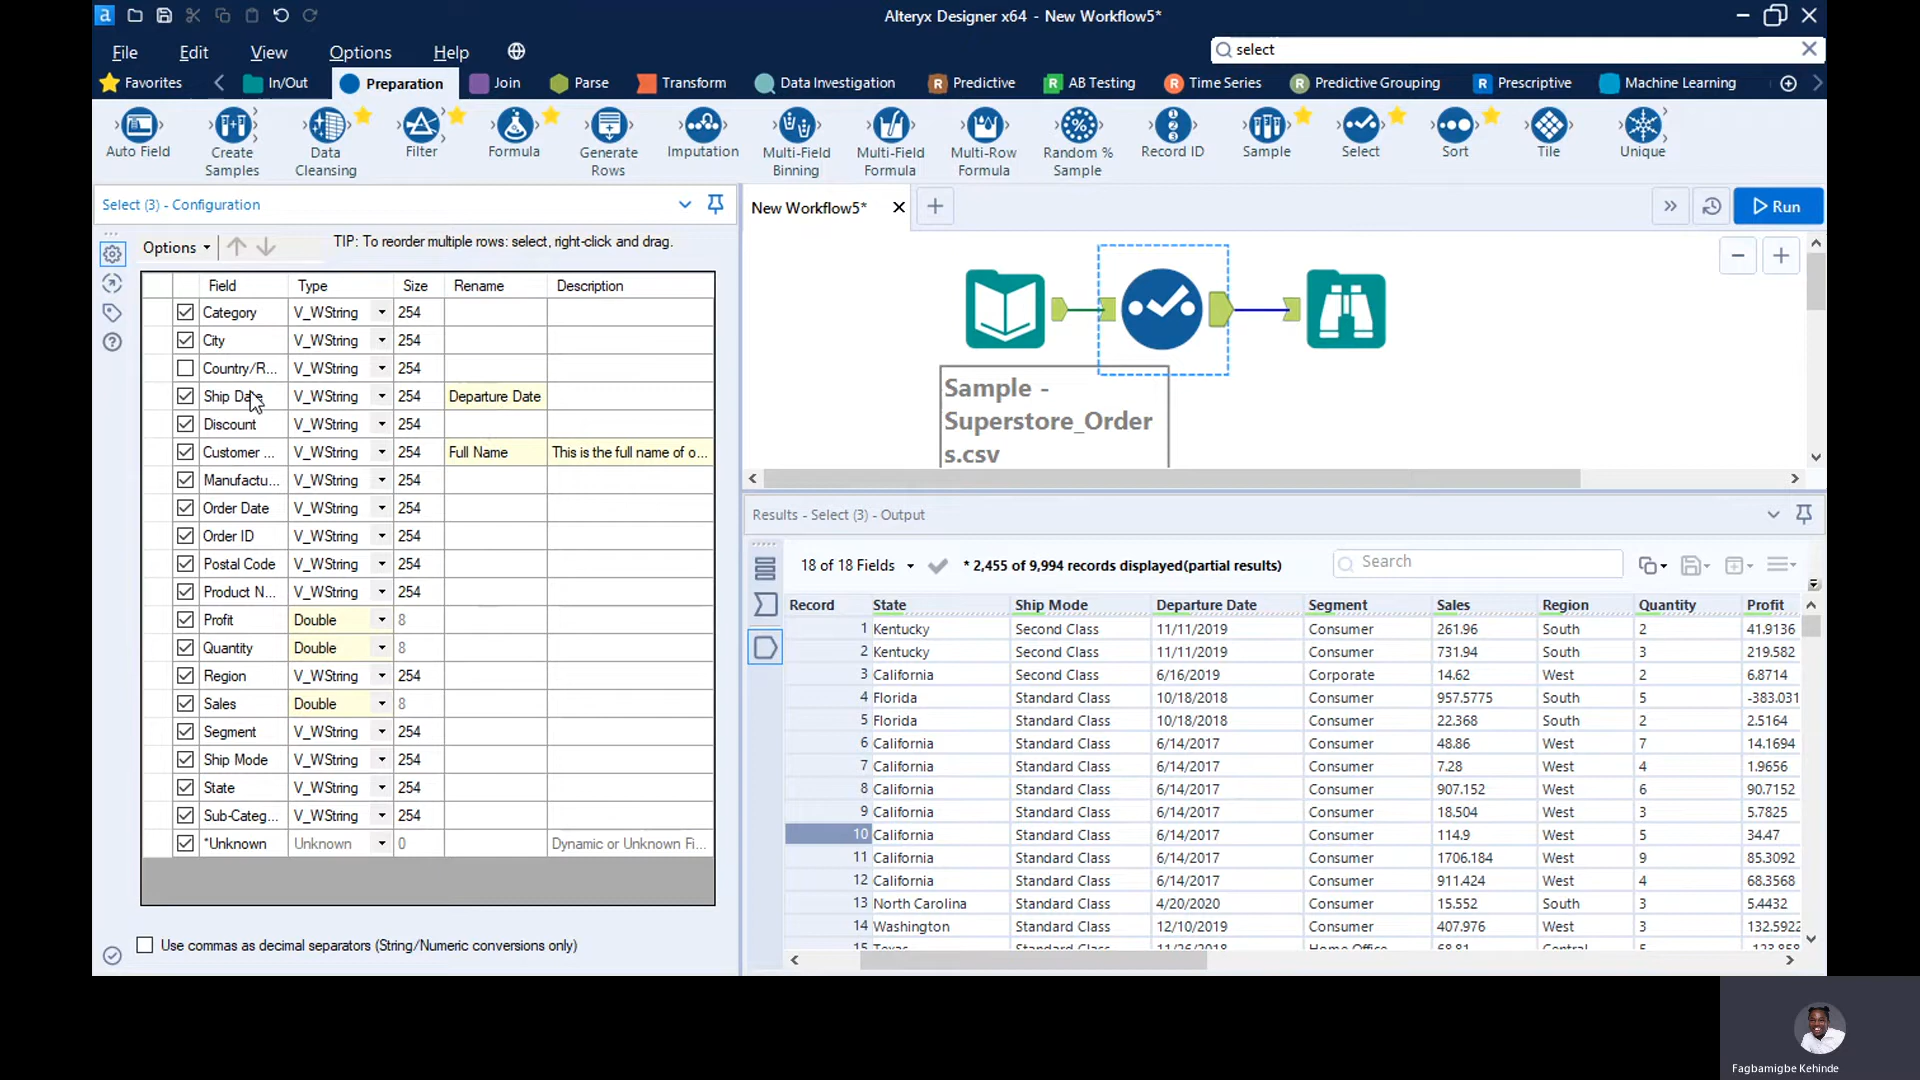 a
Alteryx Designer x64 - New Workflow5*
File Edit View Options Help
select
Favorites In/Out Preparation Join Parse Transform Data Investigation Predictive AB Testing Time Series Predictive Grouping Prescriptive Machine Learning
Auto Field Create Samples Data Cleansing Filter Formula Generate Rows Imputation Multi-Field Binning Multi-Field Formula Multi-Row Formula Random % Sample Record ID Sample Select Sort Tile Unique
Select (3) - Configuration
Options TIP: To reorder multiple rows: select, right-click and drag.
Field Type Size Rename Description
Category V_WString 254
City V_WString 254
Country/R... V_WString 254
Ship Date V_WString 254 Departure Date
Discount V_WString 254
Customer ... V_WString 254 Full Name This is the full name of o...
Manufactu... V_WString 254
Order Date V_WString 254
Order ID V_WString 254
Postal Code V_WString 254
Product N... V_WString 254
Profit Double 8
Quantity Double 8
Region V_WString 254
Sales Double 8
Segment V_WString 254
Ship Mode V_WString 254
State V_WString 254
Sub-Categ... V_WString 254
*Unknown Unknown 0 Dynamic or Unknown Fi...
Use commas as decimal separators (String/Numeric conversions only)
New Workflow5*
Run
Sample -
Superstore_Order
s.csv
Results - Select (3) - Output
18 of 18 Fields * 2,455 of 9,994 records displayed(partial results) Search
Record State Ship Mode Departure Date Segment Sales Region Quantity Profit
1 Kentucky Second Class 11/11/2019 Consumer 261.96 South 2 41.9136
2 Kentucky Second Class 11/11/2019 Consumer 731.94 South 3 219.582
3 California Second Class 6/16/2019 Corporate 14.62 West 2 6.8714
4 Florida Standard Class 10/18/2018 Consumer 957.5775 South 5 -383.031
5 Florida Standard Class 10/18/2018 Consumer 22.368 South 2 2.5164
6 California Standard Class 6/14/2017 Consumer 48.86 West 7 14.1694
7 California Standard Class 6/14/2017 Consumer 7.28 West 4 1.9656
8 California Standard Class 6/14/2017 Consumer 907.152 West 6 90.7152
9 California Standard Class 6/14/2017 Consumer 18.504 West 3 5.7825
10 California Standard Class 6/14/2017 Consumer 114.9 West 5 34.47
11 California Standard Class 6/14/2017 Consumer 1706.184 West 9 85.3092
12 California Standard Class 6/14/2017 Consumer 911.424 West 4 68.3568
13 North Carolina Standard Class 4/20/2020 Consumer 15.552 South 3 5.4432
14 Washington Standard Class 12/10/2019 Consumer 407.976 West 3 132.5922
15 Texas Standard Class 11/26/2018 Home Office 68.81 Central 5 -123.858
Fagbamigbe Kehinde